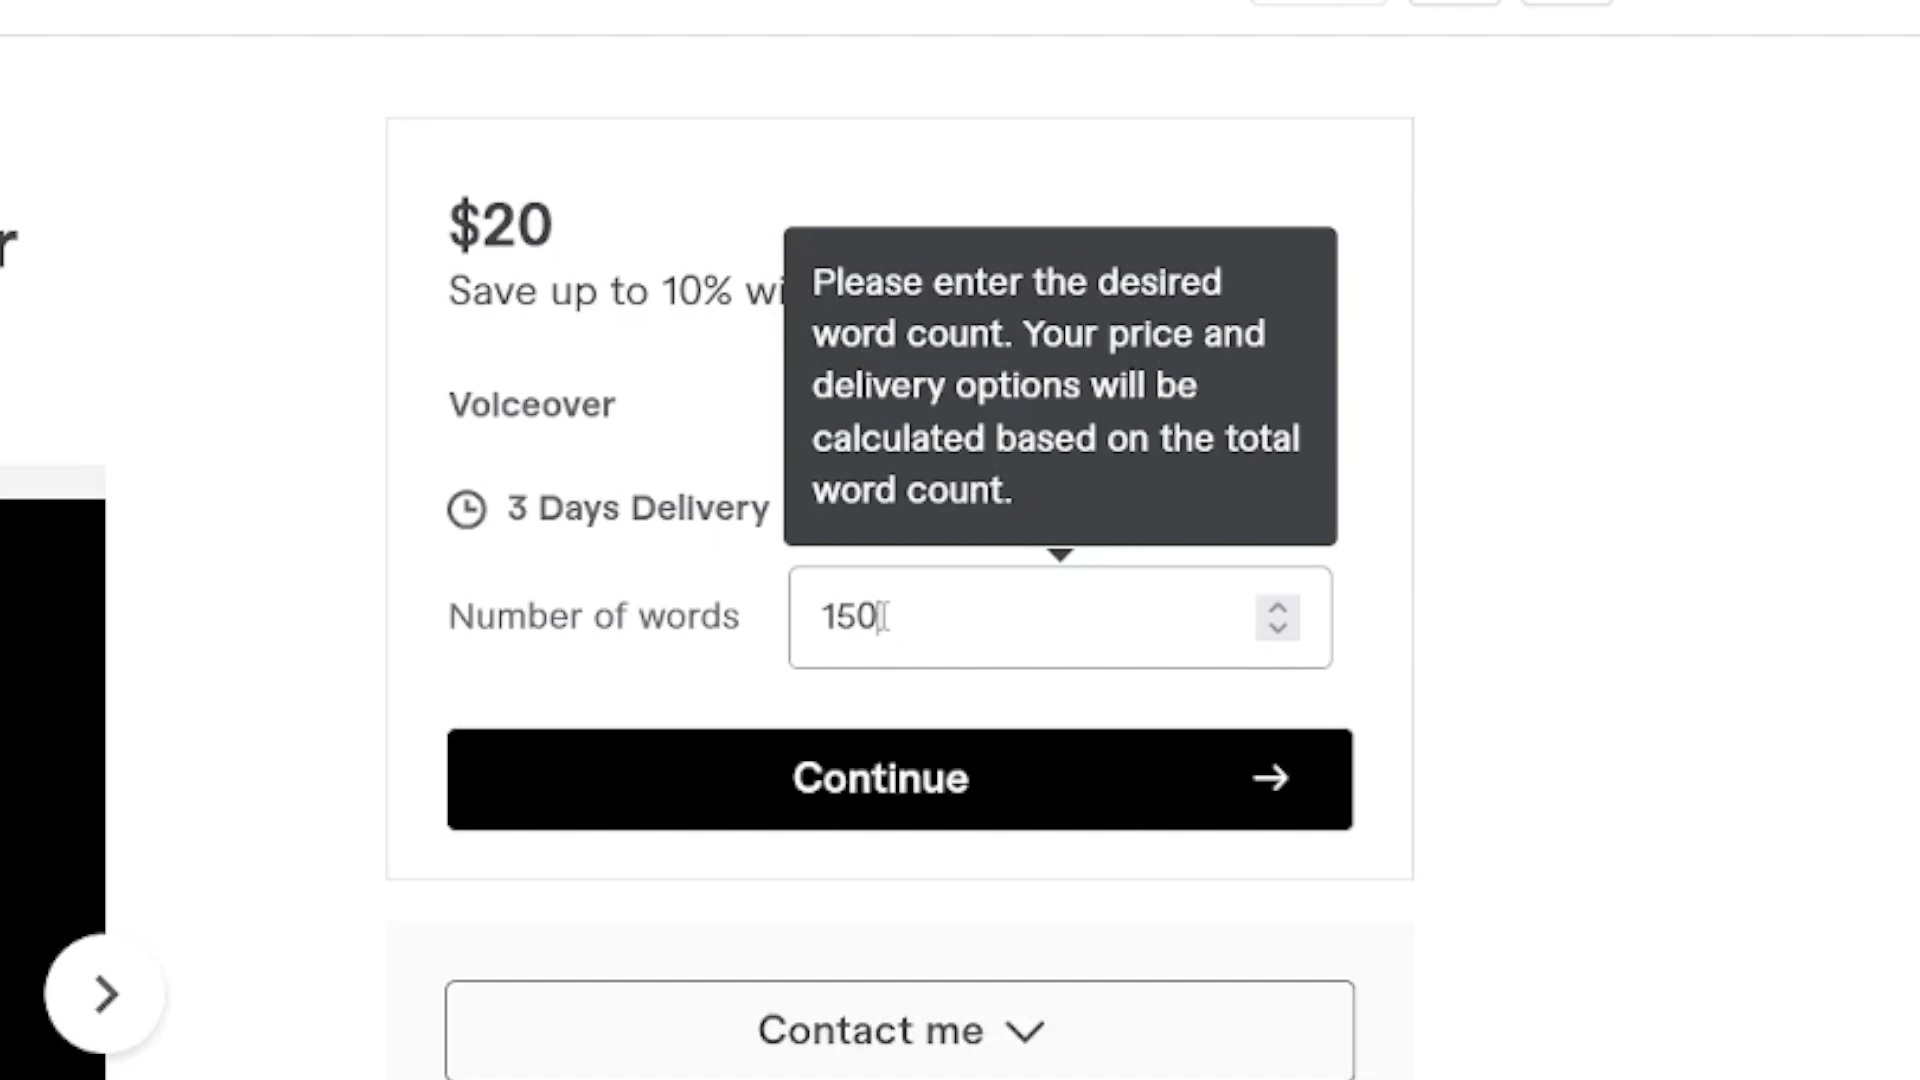 r
$20
Save up to 10% wi
Please enter the desired
word count. Your price and
delivery options will be
calculated based on the total
word count.
Voiceover
3 Days Delivery
Number of words
150
Continue
Contact me